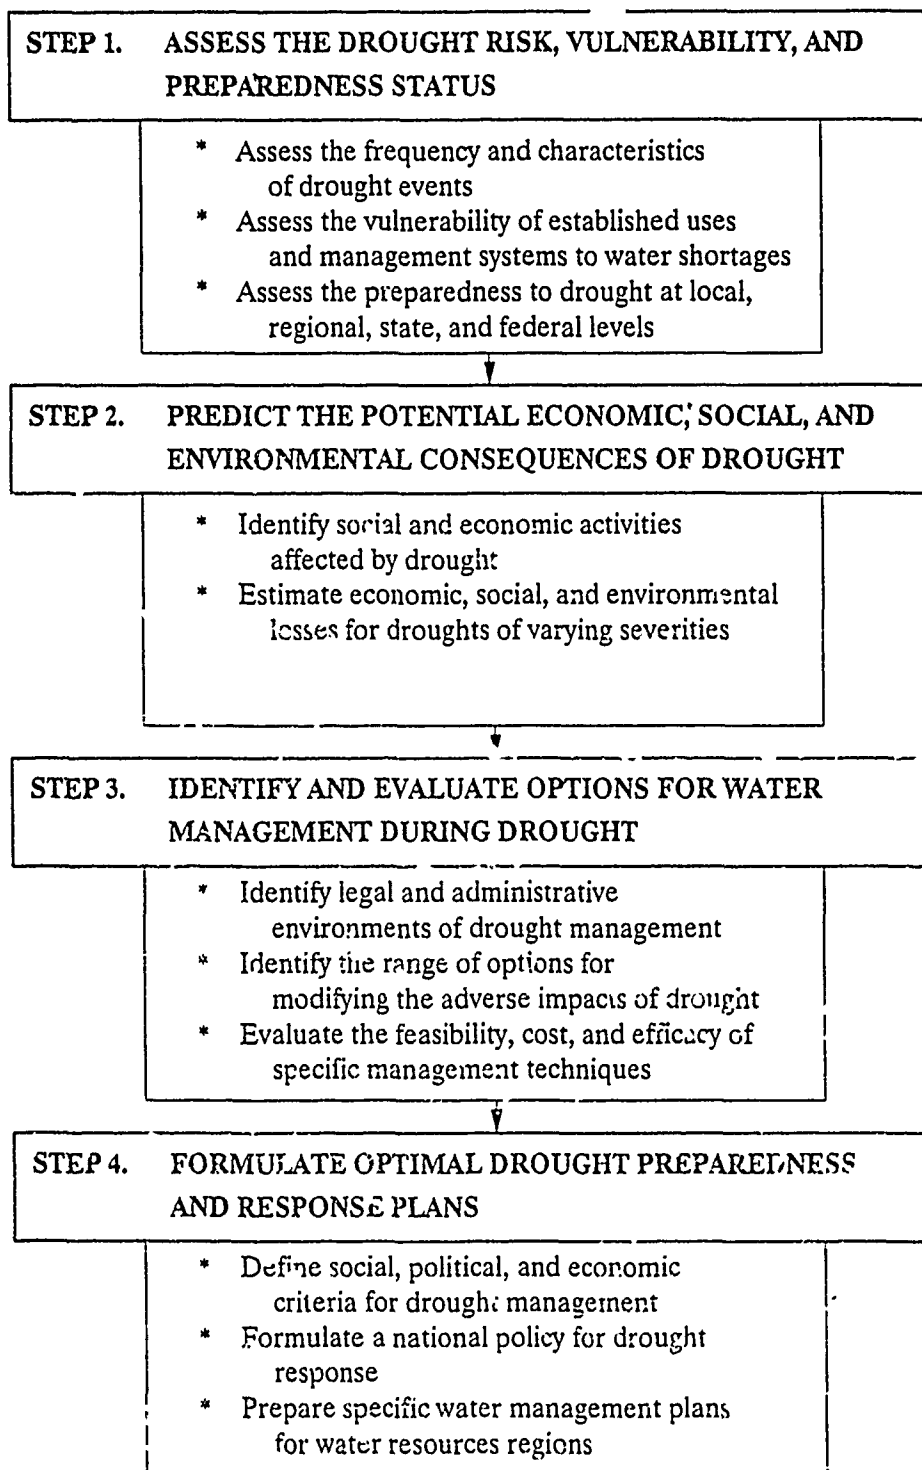 STEP 1. ASSESS THE DROUGHT RISK, VULNERABILITY, AND
PREPAREDNESS STATUS
* Assess the frequency and characteristics
of drought events
* Assess the vulnerability of established uses
and management systems to water shortages
* Assess the preparedness to drought at local,
regional, state, and federal levels
STEP 2. PREDICT THE POTENTIAL ECONOMIC, SOCIAL, AND
ENVIRONMENTAL CONSEQUENCES OF DROUGHT
* Identify social and economic activities
affected by drought
* Estimate economic, social, and environmental
losses for droughts of varying severities
STEP 3. IDENTIFY AND EVALUATE OPTIONS FOR WATER
MANAGEMENT DURING DROUGHT
* Identify legal and administrative
environments of drought management
* Identify the range of options for
modifying the adverse impacts of drought
* Evaluate the feasibility, cost, and efficacy of
specific management techniques
STEP 4. FORMULATE OPTIMAL DROUGHT PREPAREDNESS
AND RESPONSE PLANS
* Define social, political, and economic
criteria for drought management
* Formulate a national policy for drought
response
* Prepare specific water management plans
for water resources regions